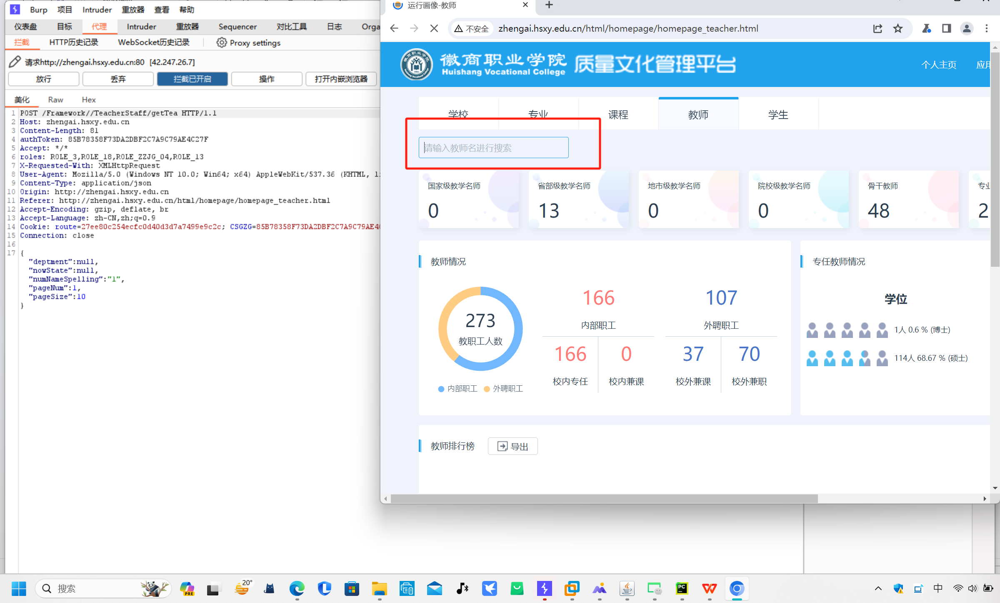 Burp 项目 Intruder 重放器 查看 帮助
仪表盘 目标 代理 Intruder 重放器 Sequencer 对比工具 日志 Orga
拦截 HTTP历史记录 WebSocket历史记录 Proxy settings
请求http://zhengai.hsxy.edu.cn:80 [42.247.26.7]
放行 丢弃 拦截已开启 操作 打开内嵌浏览器
美化 Raw Hex
1 POST /Framework//TeacherStaff/getTea HTTP/1.1
2 Host: zhengai.hsxy.edu.cn
3 Content-Length: 81
4 authToken: 85B78358F73DA2DBF2C7A9C79AE4C27F
5 Accept: */*
6 roles: ROLE_3,ROLE_18,ROLE_ZZJG_04,ROLE_13
7 X-Requested-With: XMLHttpRequest
8 User-Agent: Mozilla/5.0 (Windows NT 10.0; Win64; x64) AppleWebKit/537.36 (KHTML, li
9 Content-Type: application/json
10 Origin: http://zhengai.hsxy.edu.cn
11 Referer: http://zhengai.hsxy.edu.cn/html/homepage/homepage_teacher.html
12 Accept-Encoding: gzip, deflate, br
13 Accept-Language: zh-CN,zh;q=0.9
14 Cookie: route=27ee80c254ecfc0d40d3d7a7499e9c2c; CSGZG=85B78358F73DA2DBF2C7A9C79AE4
15 Connection: close
16
17 {
"deptment":null,
"nowState":null,
"numNameSpelling":"1",
"pageNum":1,
"pageSize":10
}
运行画像-教师
不安全 zhengai.hsxy.edu.cn/html/homepage/homepage_teacher.html
徽商职业学院 质量文化管理平台
Huishang Vocational College
个人主页 应用
学校 专业 课程 教师 学生
请输入教师名进行搜索
国家级教学名师 省部级教学名师 地市级教学名师 院校级教学名师 骨干教师 专业
0 13 0 0 48 2
教师情况
273
教职工人数
内部职工 外聘职工
166 107
内部职工 外聘职工
166 0 37 70
校内专任 校内兼课 校外兼课 校外兼职
专任教师情况
学位
1人 0.6 % (博士)
114人 68.67 % (硕士)
教师排行榜 导出
搜索
PRE
20°
PC
中